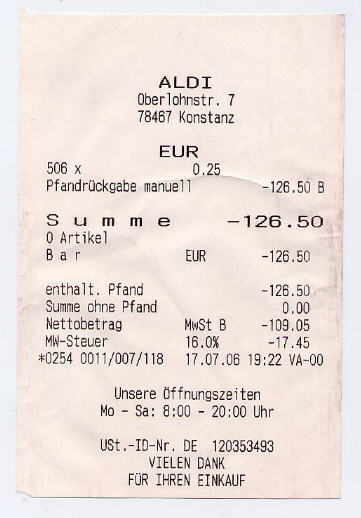 ALDI
Oberlohnstr. 7
78467 Konstanz
EUR
506 x 0.25
Pfandrückgabe manuell -126.50 B
Summe -126.50
0 Artikel
Bar EUR -126.50
enthalt. Pfand -126.50
Summe ohne Pfand 0.00
Nettobetrag MwSt B -109.05
MW-Steuer 16.0% -17.45
*0254 0011/007/118 17.07.06 19:22 VA-00
Unsere Öffnungszeiten
Mo - Sa: 8:00 - 20:00 Uhr
USt.-ID-Nr. DE 120353493
VIELEN DANK
FÜR IHREN EINKAUF